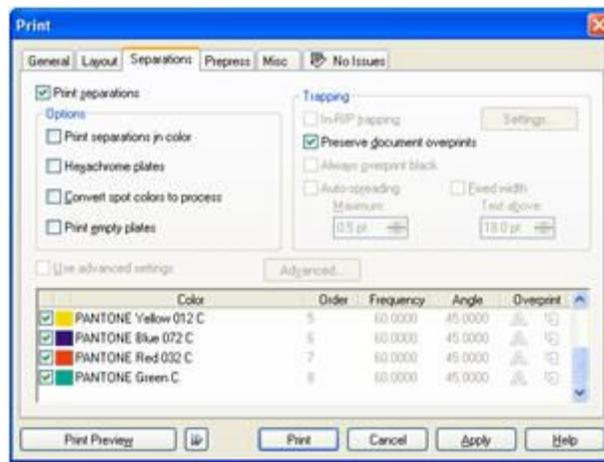 Print
General Layout Separations Prepress Misc No Issues
Print separations
Options
Print separations in color
Hexachrome plates
Convert spot colors to process
Print empty plates
Trapping
In-RIP trapping Settings...
Preserve document overprints
Always overprint black
Auto-spreading Fixed width
Maximum: Text above:
0.5 pt 18.0 pt
Use advanced settings Advanced...
Color Order Frequency Angle Overprint
PANTONE Yellow 012 C 5 60.0000 45.0000
PANTONE Blue 072 C 6 60.0000 45.0000
PANTONE Red 032 C 7 60.0000 45.0000
PANTONE Green C 8 60.0000 45.0000
Print Preview Print Cancel Apply Help